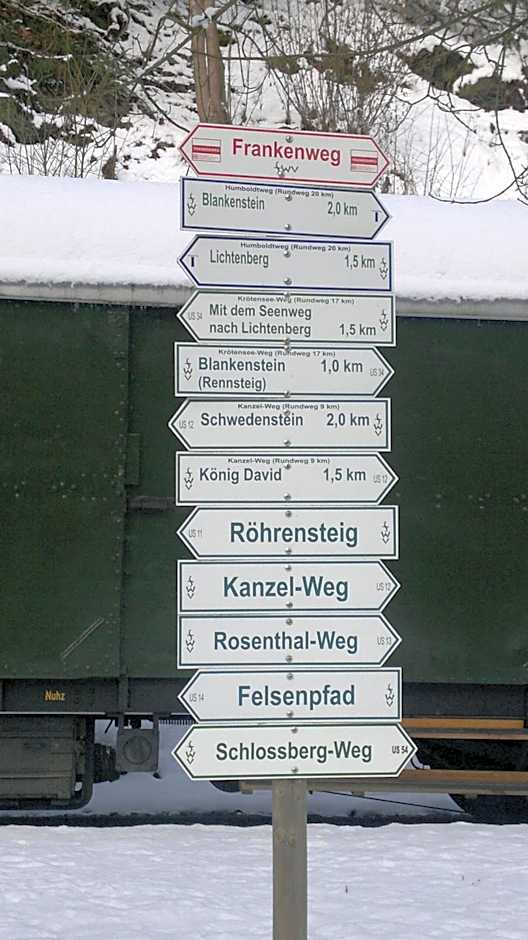 Frankenweg
Humboldtweg (Rundweg 26 km)
Blankenstein 2,0 km
Humboldtweg (Rundweg 26 km)
Lichtenberg 1,5 km
Krötensee-Weg (Rundweg 17 km)
US 34 Mit dem Seenweg
nach Lichtenberg 1,5 km
Krötensee-Weg (Rundweg 17 km)
Blankenstein 1,0 km
(Rennsteig) US 34
Kanzel-Weg (Rundweg 9 km)
US 12 Schwedenstein 2,0 km
Kanzel-Weg (Rundweg 9 km)
König David 1,5 km US 12
US 11 Röhrensteig
Kanzel-Weg US 12
Rosenthal-Weg US 13
US 14 Felsenpfad
Schlossberg-Weg US 54
Nuhz